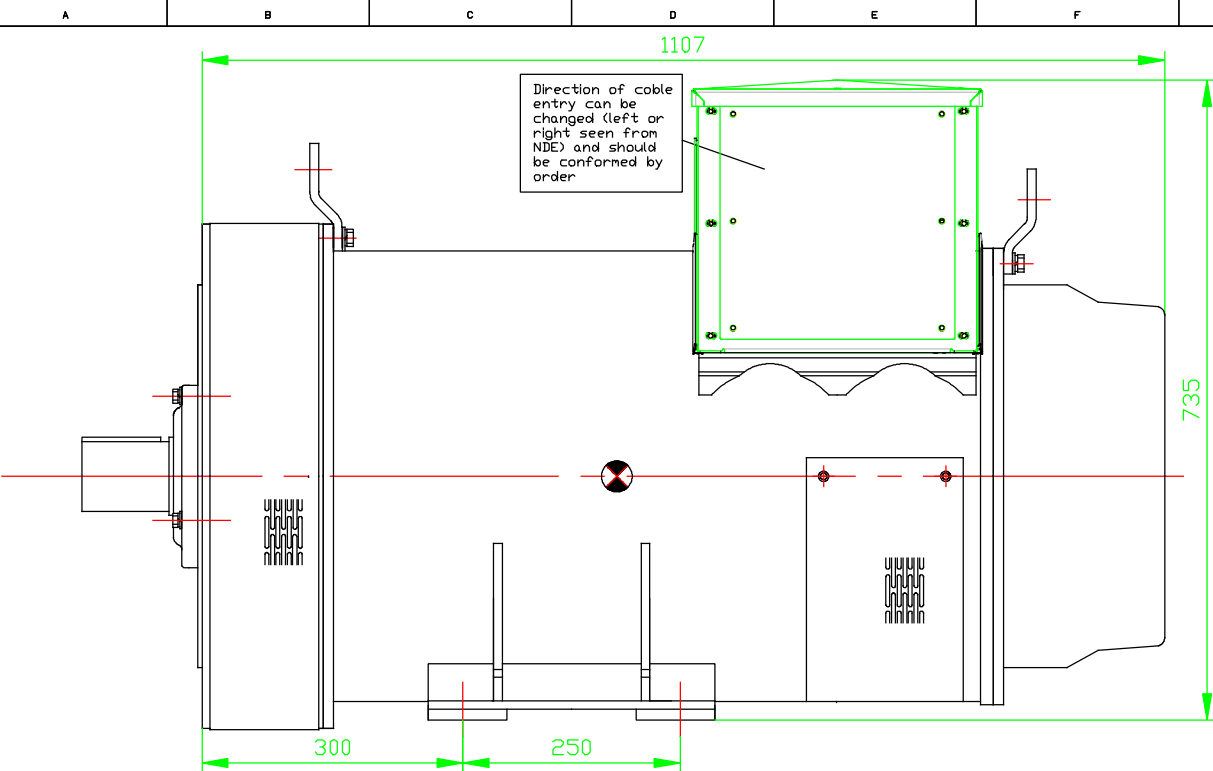 A B C D E F
1107
Direction of coble
entry can be
changed (left or
right seen from
NDE) and should
be conformed by
order
735
300
250